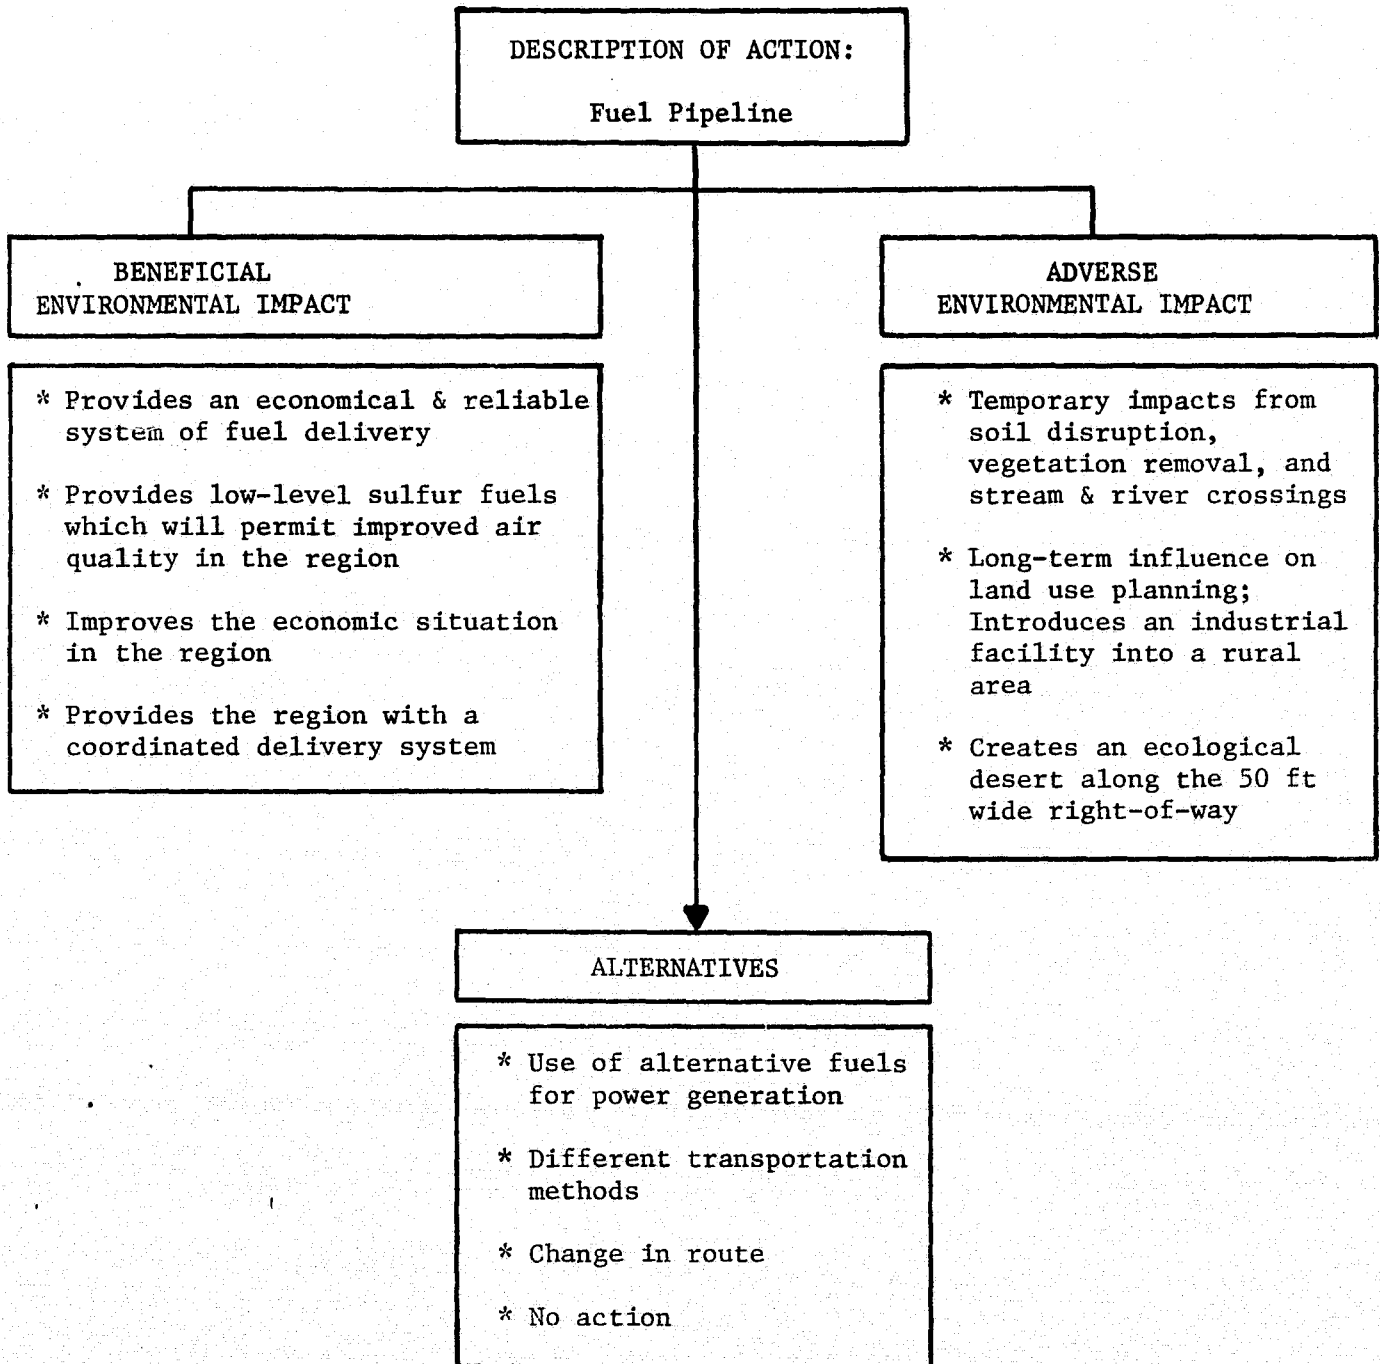 DESCRIPTION OF ACTION:
Fuel Pipeline
BENEFICIAL
ENVIRONMENTAL IMPACT
* Provides an economical & reliable
system of fuel delivery
* Provides low-level sulfur fuels
which will permit improved air
quality in the region
* Improves the economic situation
in the region
* Provides the region with a
coordinated delivery system
ADVERSE
ENVIRONMENTAL IMPACT
* Temporary impacts from
soil disruption,
vegetation removal, and
stream & river crossings
* Long-term influence on
land use planning;
Introduces an industrial
facility into a rural
area
* Creates an ecological
desert along the 50 ft
wide right-of-way
ALTERNATIVES
* Use of alternative fuels
for power generation
* Different transportation
methods
* Change in route
* No action